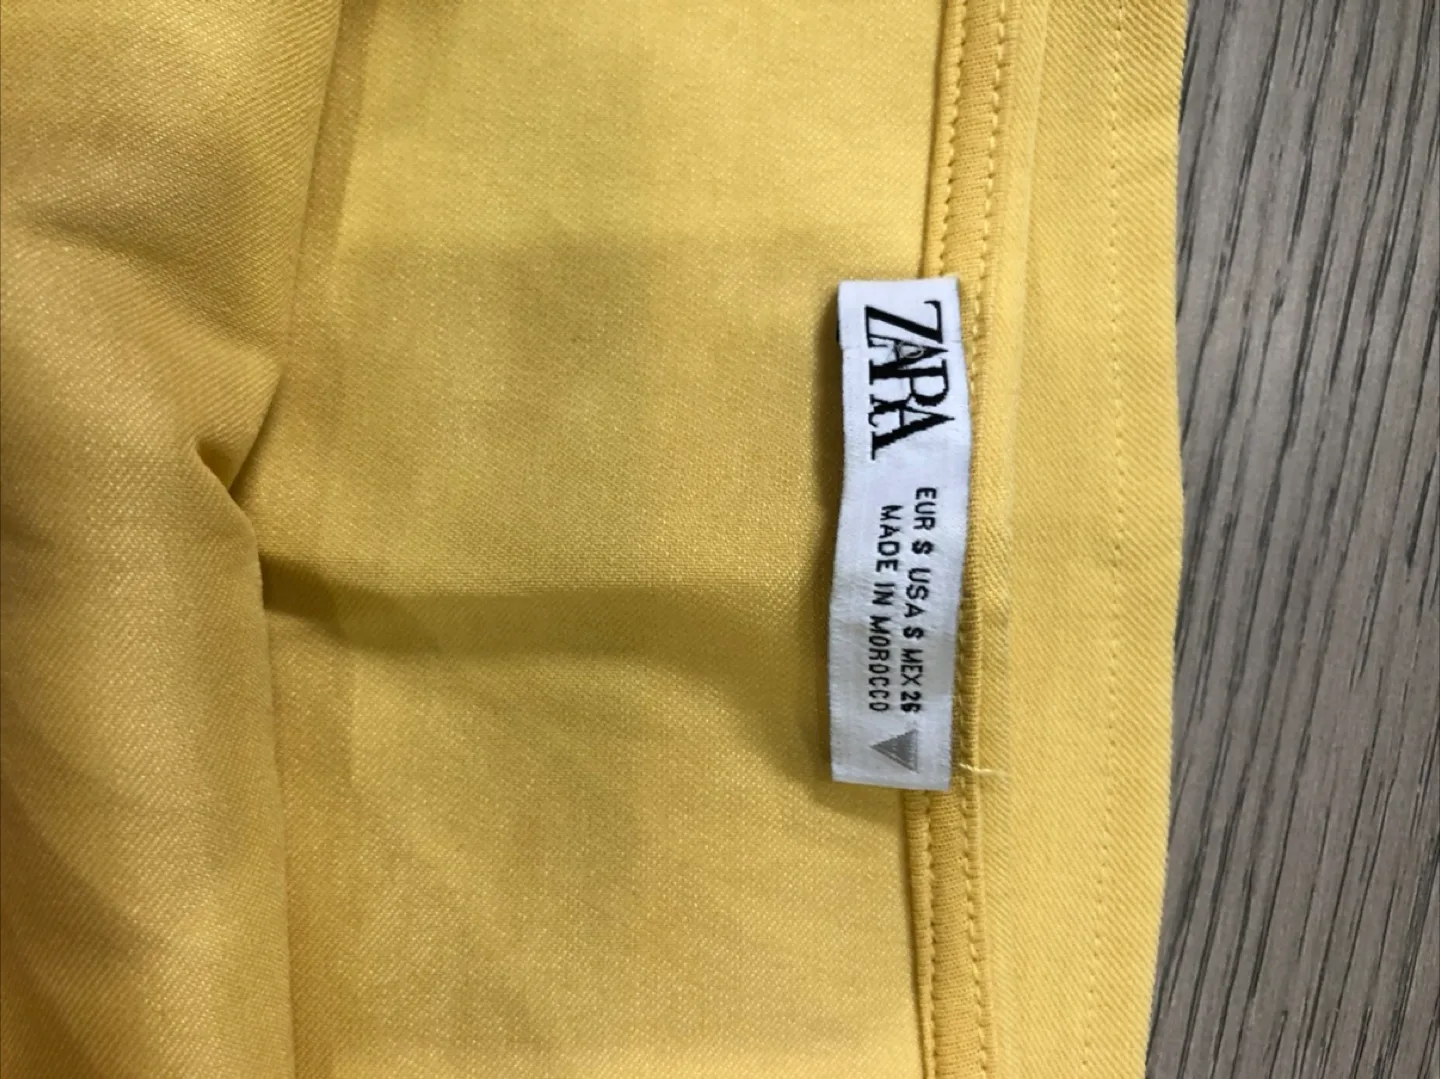 ZARA
EUR S USA S MEX 26
MADE IN MOROCCO